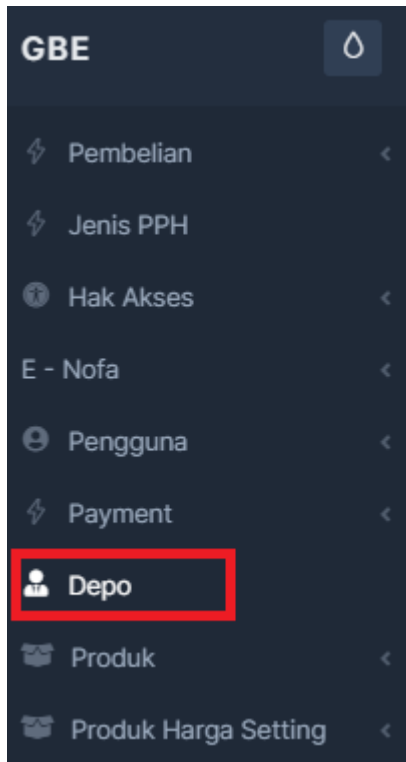 GBE
Pembelian
Jenis PPH
Hak Akses
E - Nofa
Pengguna
Payment
Depo
Produk
Produk Harga Setting